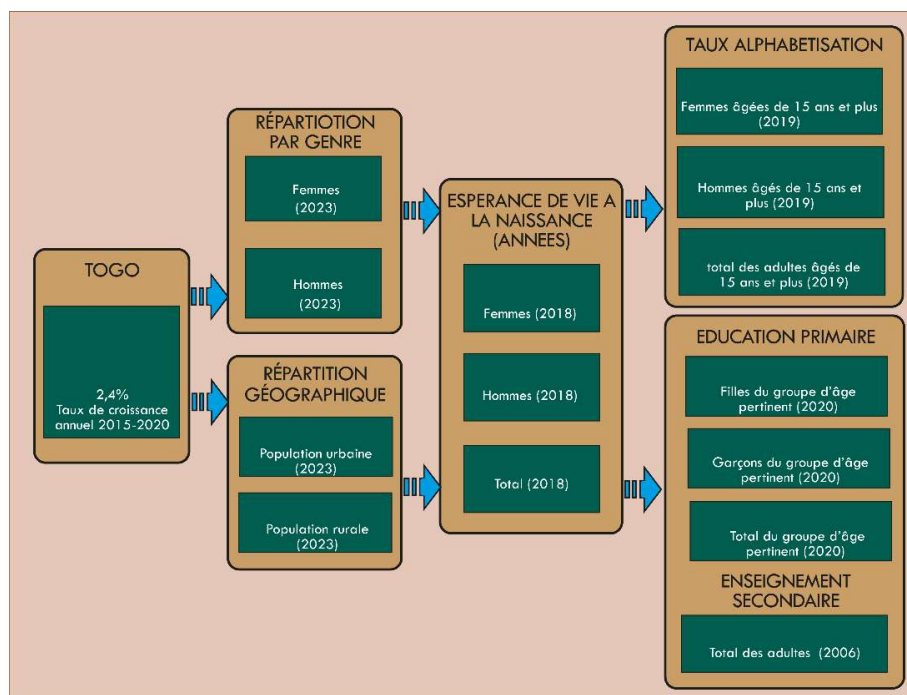 TOGO
2,4%
Taux de croissance
annuel 2015-2020
RÉPARTIOTION
PAR GENRE
Femmes
(2023)
Hommes
(2023)
RÉPARTITION
GÉOGRAPHIQUE
Population urbaine
(2023)
Population rurale
(2023)
ESPERANCE DE VIE A
LA NAISSANCE
(ANNEES)
Femmes (2018)
Hommes (2018)
Total (2018)
TAUX ALPHABETISATION
Femmes âgées de 15 ans et plus
(2019)
Hommes âgés de 15 ans et
plus (2019)
total des adultes âgés de
15 ans et plus (2019)
EDUCATION PRIMAIRE
Filles du groupe d'âge
pertinent (2020)
Garçons du groupe d'âge
pertinent (2020)
Total du groupe d'âge
pertinent (2020)
ENSEIGNEMENT
SECONDAIRE
Total des adultes (2006)